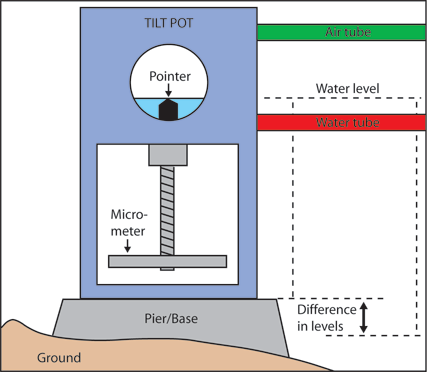 TILT POT
Air tube
Pointer
Water level
Water tube
Micro-
meter
Difference
in levels
Pier/Base
Ground